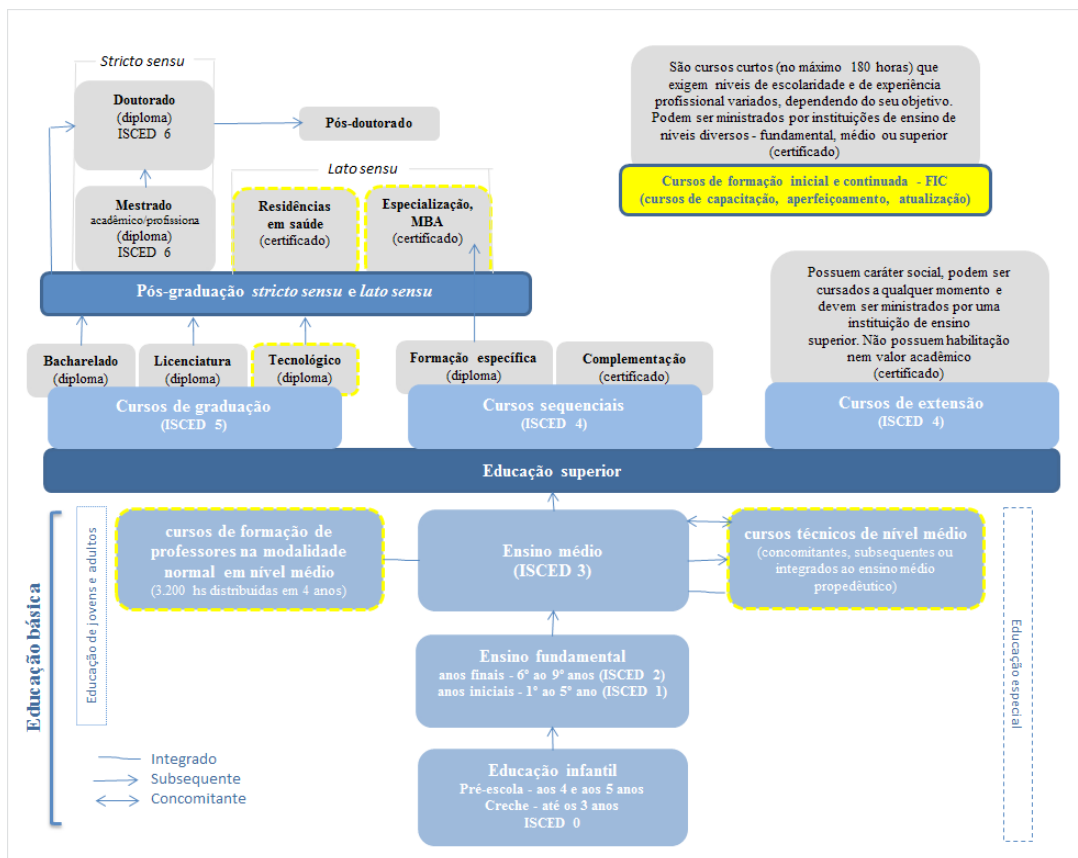 Stricto sensu
Doutorado
(diploma)
ISCED 6
Pós-doutorado
Mestrado
acadêmico/profissiona
(diploma)
ISCED 6
Lato sensu
Residências
em saúde
(certificado)
Especialização,
MBA
(certificado)
São cursos curtos (no máximo 180 horas) que
exigem níveis de escolaridade e de experiência
profissional variados, dependendo do seu objetivo.
Podem ser ministrados por instituições de ensino de
níveis diversos - fundamental, médio ou superior
(certificado)
Cursos de formação inicial e continuada - FIC
(cursos de capacitação, aperfeiçoamento, atualização)
Pós-graduação stricto sensu e lato sensu
Bacharelado
(diploma)
Licenciatura
(diploma)
Tecnológico
(diploma)
Formação específica
(diploma)
Complementação
(certificado)
Possuem caráter social, podem ser
cursados a qualquer momento e
devem ser ministrados por uma
instituição de ensino
superior. Não possuem habilitação
nem valor acadêmico
(certificado)
Cursos de graduação
(ISCED 5)
Cursos sequenciais
(ISCED 4)
Cursos de extensão
(ISCED 4)
Educação superior
Educação básica
Educação de jovens e adultos
cursos de formação de
professores na modalidade
normal em nível médio
(3.200 hs distribuidas em 4 anos)
Ensino médio
(ISCED 3)
cursos técnicos de nível médio
(concomitantes, subsequentes ou
integrados ao ensino médio
propedêutico)
Educação especial
Ensino fundamental
anos finais - 6º ao 9º anos (ISCED 2)
anos iniciais - 1º ao 5º ano (ISCED 1)
Educação infantil
Pré-escola - aos 4 e aos 5 anos
Creche - até os 3 anos
ISCED 0
Integrado
Subsequente
Concomitante